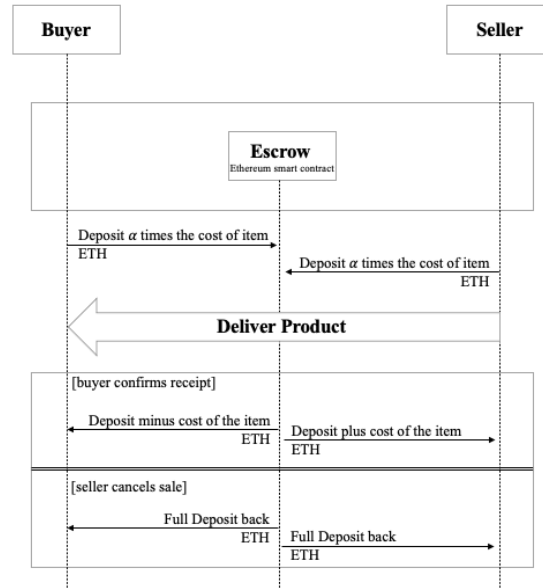 Buyer
Seller
Escrow
Ethereum smart contract
Deposit α times the cost of item
ETH
Deposit α times the cost of item
ETH
Deliver Product
[buyer confirms receipt]
Deposit minus cost of the item
ETH
Deposit plus cost of the item
ETH
[seller cancels sale]
Full Deposit back
ETH
Full Deposit back
ETH